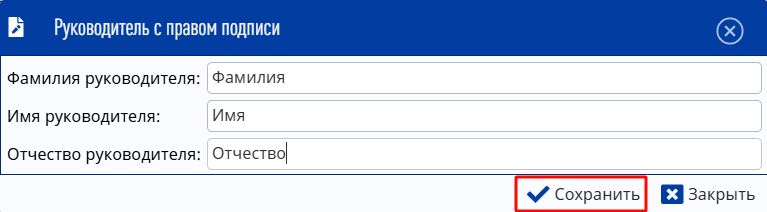 Руководитель с правом подписи
Фамилия руководителя: Фамилия
Имя руководителя: Имя
Отчество руководителя: Отчество
Сохранить Закрыть